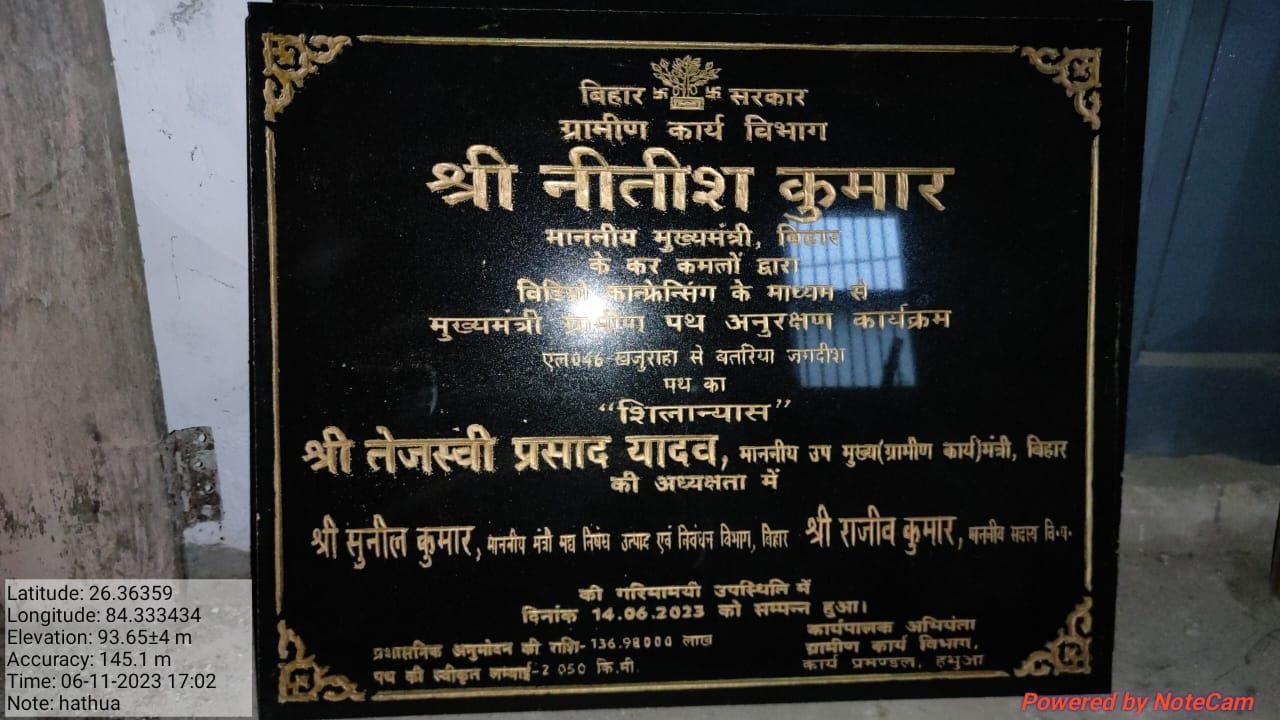 बिहार सरकार
ग्रामीण कार्य विभाग
श्री नीतीश कुमार
माननीय मुख्यमंत्री, बिहार
के कर कमलों द्वारा
विडियो कान्फ्रेन्सिंग के माध्यम से
मुख्यमंत्री ग्रामीण पथ अनुरक्षण कार्यक्रम
एल046-खजुराहा से बतरिया जगदीश
पथ का
“शिलान्यास”
श्री तेजस्वी प्रसाद यादव, माननीय उप मुख्य(ग्रामीण कार्य)मंत्री, बिहार
की अध्यक्षता में
श्री सुनील कुमार, माननीय मंत्री मद्य निषेध उत्पाद एवं निबंधन विभाग, बिहार श्री राजीव कुमार, माननीय सदस्य वि०प०
की गरिमामयी उपस्थिति में
दिनांक 14.06.2023 को सम्पन्न हुआ।
प्रशासनिक अनुमोदन की राशि-136.98000 लाख
पथ की स्वीकृत लम्बाई-2.050 कि.मी.
कार्यपालक अभियंता
ग्रामीण कार्य विभाग,
कार्य प्रमण्डल, हथुआ
Latitude: 26.36359
Longitude: 84.333434
Elevation: 93.65±4 m
Accuracy: 145.1 m
Time: 06-11-2023 17:02
Note: hathua
Powered by NoteCam